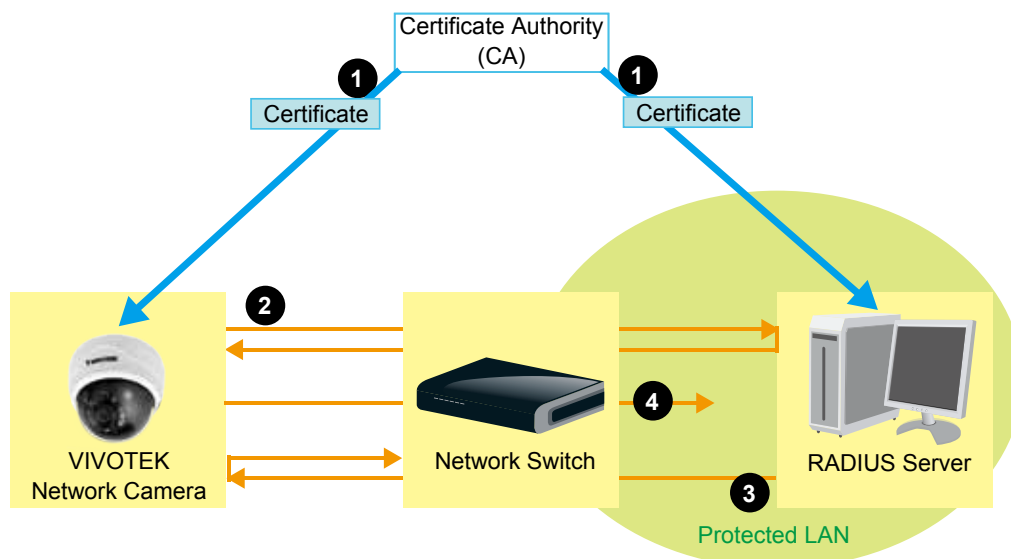 Certificate Authority
(CA)
1
1
Certificate
Certificate
2
4
VIVOTEK
Network Camera
Network Switch
RADIUS Server
3
Protected LAN